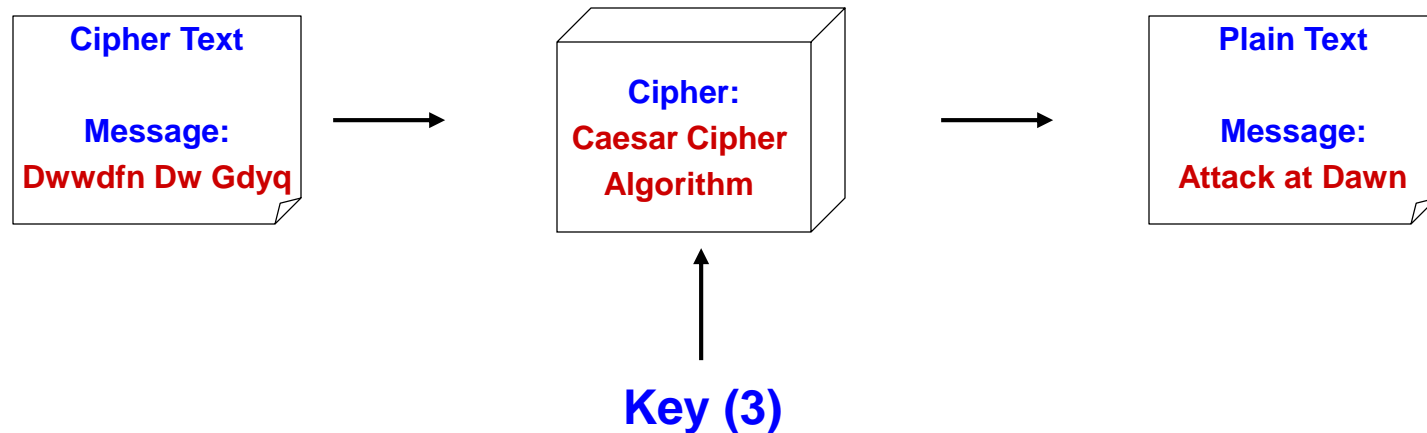 Cipher Text
Message:
Dwwdfn Dw Gdyq
Cipher:
Caesar Cipher
Algorithm
Key (3)
Plain Text
Message:
Attack at Dawn